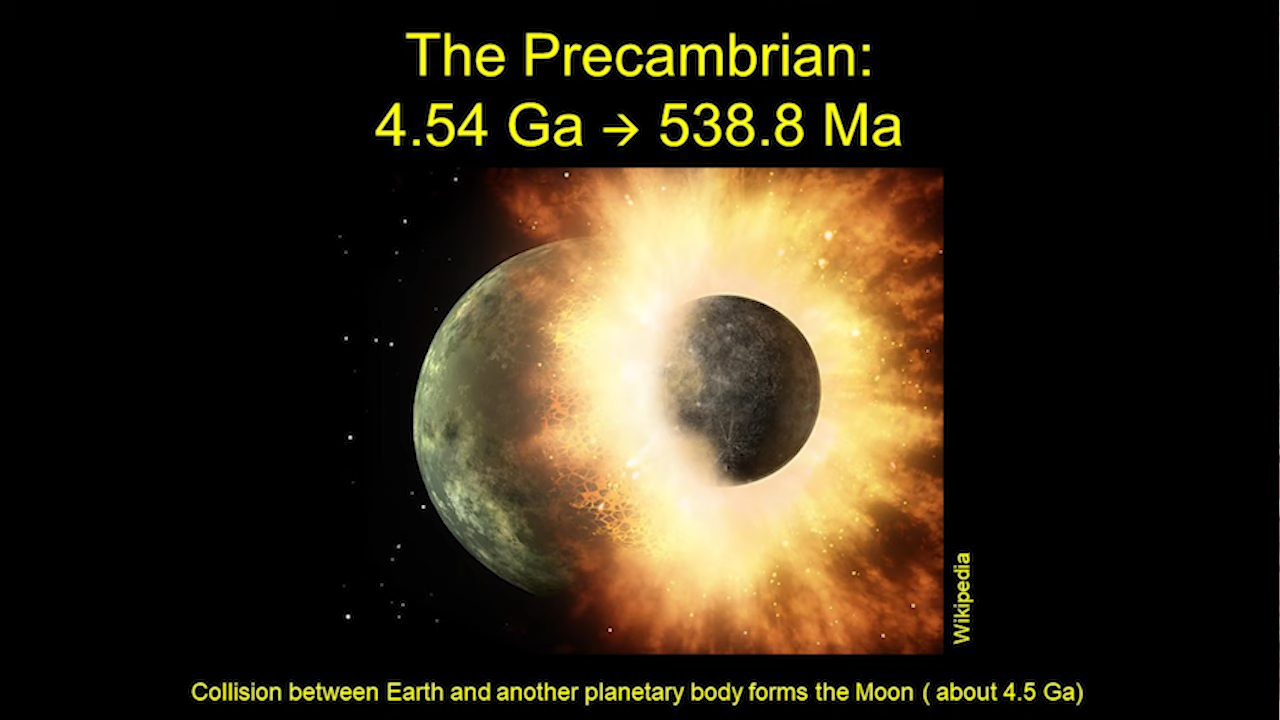 The Precambrian:
4.54 Ga → 538.8 Ma
Wikipedia
Collision between Earth and another planetary body forms the Moon ( about 4.5 Ga)